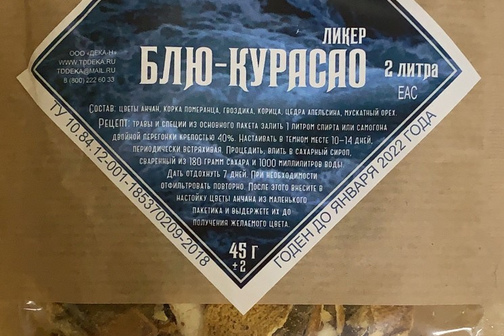 ЛИКЕР
БЛЮ-КУРАСАО
2 литра
EAC
ООО «ДЕКА-Н»
WWW.TDDEKA.RU
TDDEKA@MAIL.RU
8 (800) 222 60 33
Состав: цветы анчан, корка померанца, гвоздика, корица, цедра апельсина, мускатный орех.
Рецепт: травы и специи из основного пакета залить 1 литром спирта или самогона
двойной перегонки крепостью 40%. Настаивать в темном месте 10-14 дней,
периодически встряхивая. Процедить, влить в сахарный сироп,
сваренный из 180 грамм сахара и 1000 миллилитров воды.
Дать отдохнуть 7 дней. При необходимости
отфильтровать повторно. После этого внесите в
настойку цветы анчана из маленького
пакетика и выдержите их до
получения желаемого цвета.
45 Г
±2
ТУ 10.84.12-001-185370209-2018
ГОДЕН ДО ЯНВАРЯ 2022 ГОДА